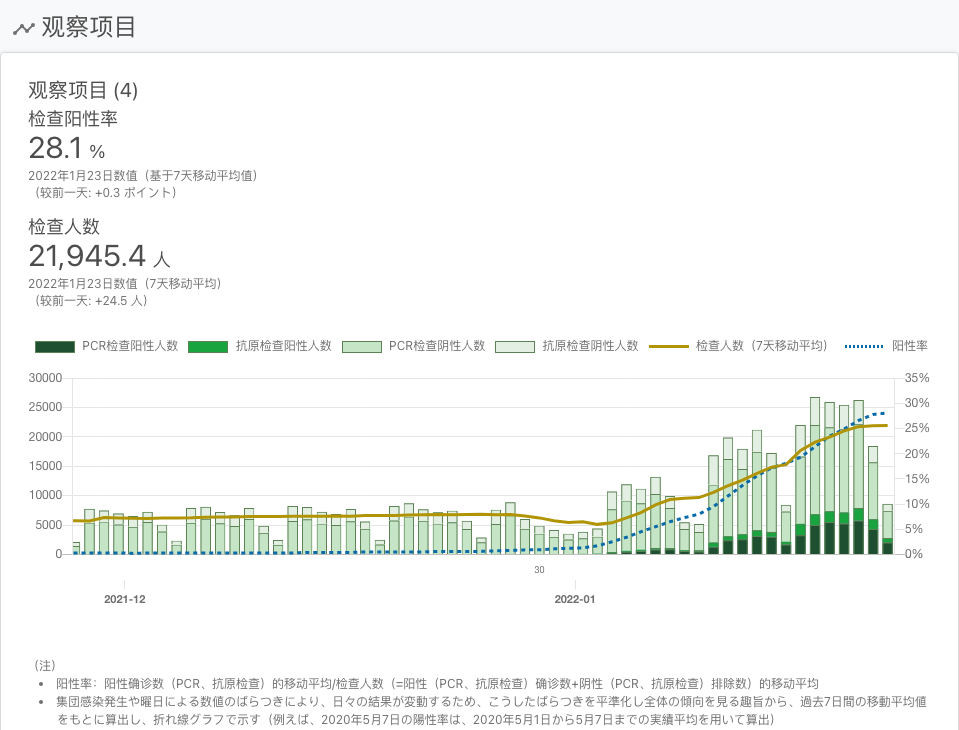 观察项目
观察项目 (4)
检查阳性率
28.1 %
2022年1月23日数值（基于7天移动平均值）
（较前一天: +0.3 ポイント）
检查人数
21,945.4 人
2022年1月23日数值（7天移动平均）
（较前一天: +24.5 人）
PCR检查阳性人数 抗原检查阳性人数 PCR检查阴性人数 抗原检查阴性人数 检查人数（7天移动平均） 阳性率
30000 35%
25000 30%
20000 25%
15000 20%
10000 15%
5000 10%
0 5%
0%
30
2021-12 2022-01
（注）
• 阳性率：阳性确诊数（PCR、抗原检查）的移动平均/检查人数（=阳性（PCR、抗原检查）确诊数+阴性（PCR、抗原检查）排除数）的移动平均
• 集団感染発生や曜日による数値のばらつきにより、日々の結果が変動するため、こうしたばらつきを平準化し全体の傾向を見る趣旨から、過去7日間の移動平均値
をもとに算出し、折れ線グラフで示す（例えば、2020年5月7日の陽性率は、2020年5月1日から5月7日までの実績平均を用いて算出）